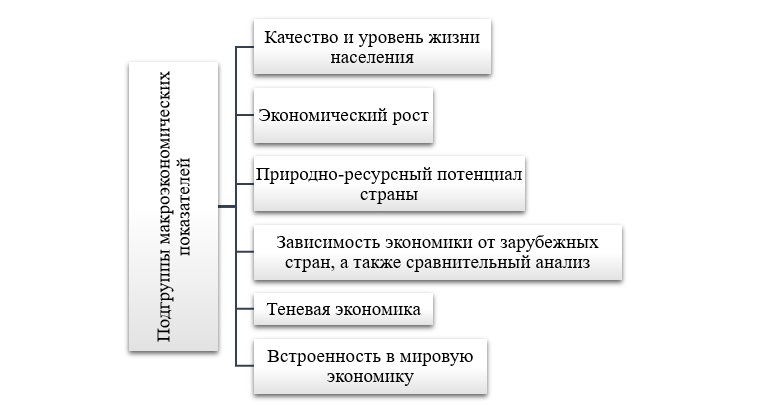 Подгруппы макроэкономических
показателей
Качество и уровень жизни
населения
Экономический рост
Природно-ресурсный потенциал
страны
Зависимость экономики от зарубежных
стран, а также сравнительный анализ
Теневая экономика
Встроенность в мировую
экономику